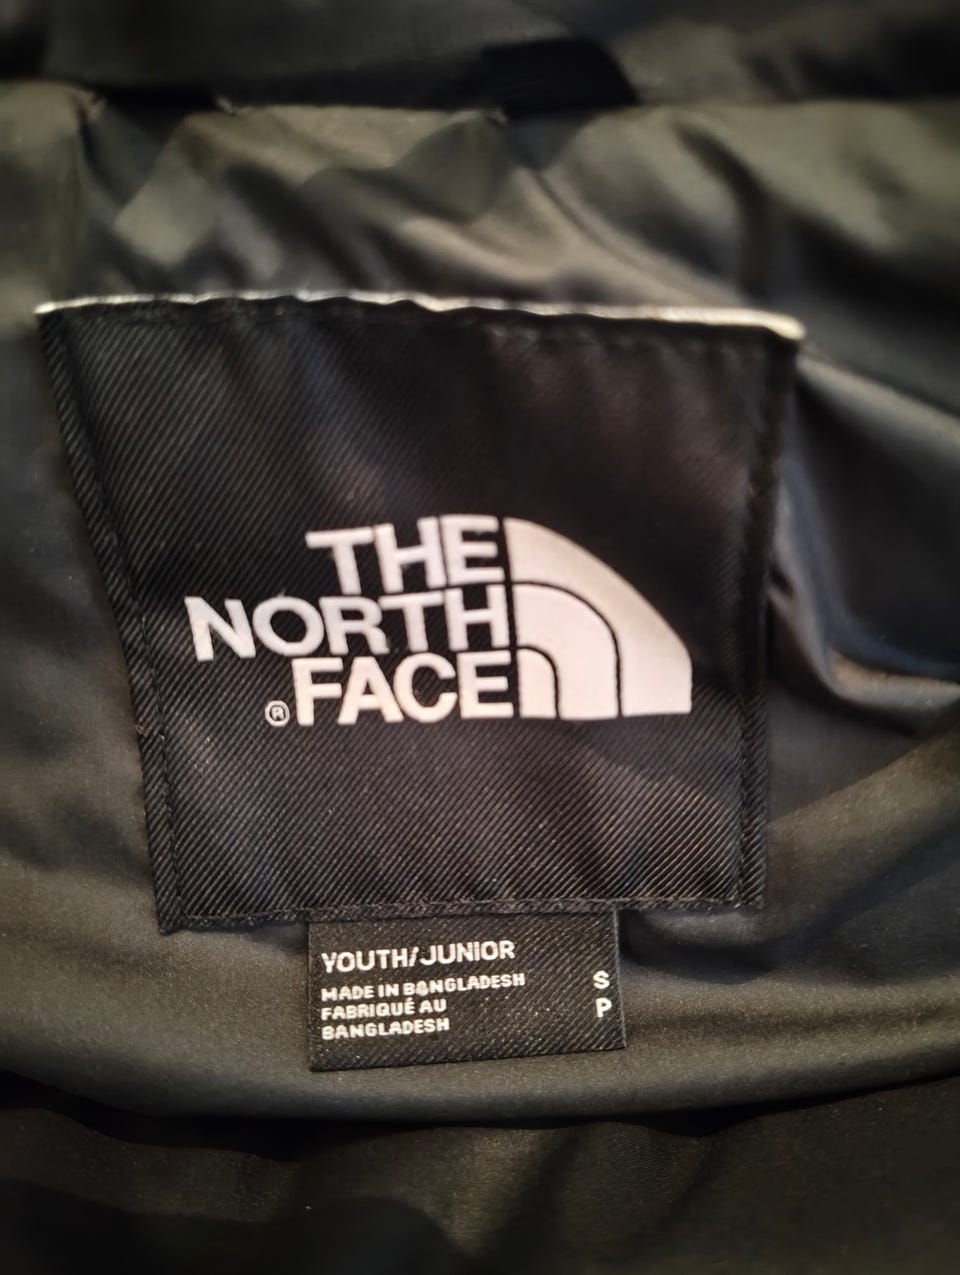 THE
NORTH
®FACE
YOUTH/JUNIOR
MADE IN BANGLADESH S
FABRIQUÉ AU P
BANGLADESH